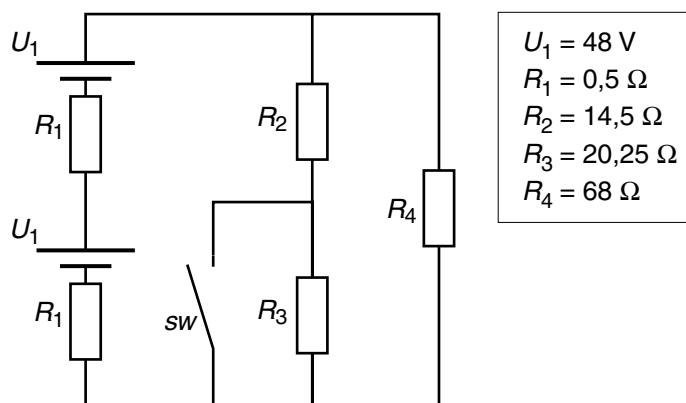 U1
R1
U1
R1
R2
sw
R3
R4
U1 = 48 V
R1 = 0,5 Ω
R2 = 14,5 Ω
R3 = 20,25 Ω
R4 = 68 Ω